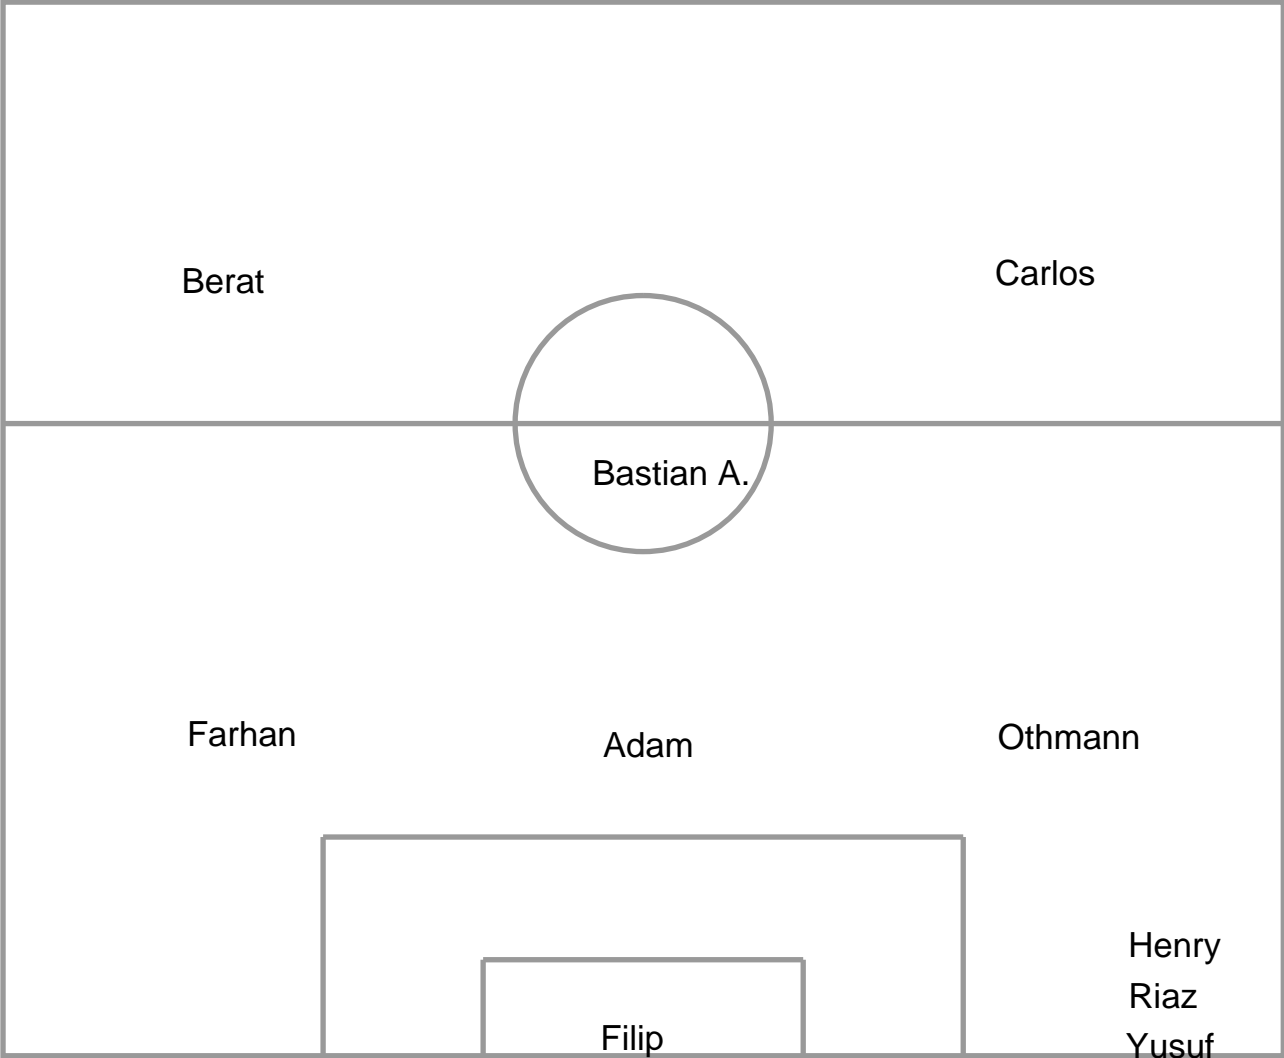 Berat
Carlos
Bastian A.
Farhan
Adam
Othmann
Henry
Riaz
Filip
Yusuf